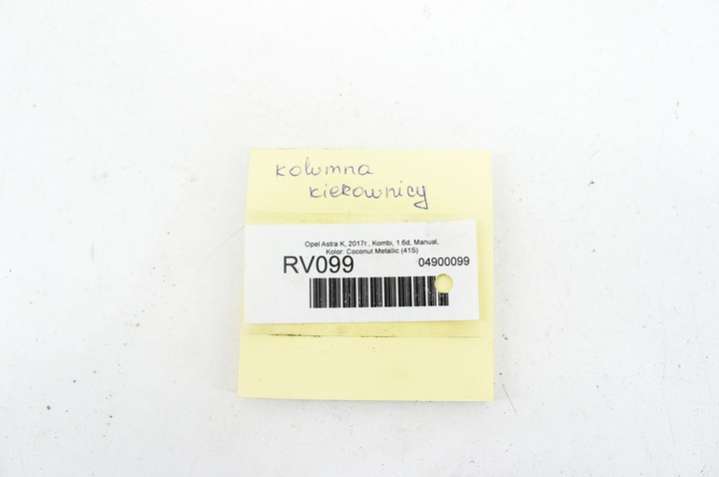 kolumna
kierownicy
Opel Astra K, 2017r., Kombi, 1.6d, Manual,
Kolor: Coconut Metallic (41S)
RV099 04900099